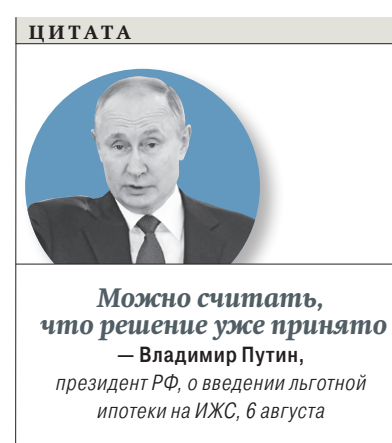 ЦИТАТА
Можно считать,
что решение уже принято
— Владимир Путин,
президент РФ, о введении льготной
ипотеки на ИЖС, 6 августа